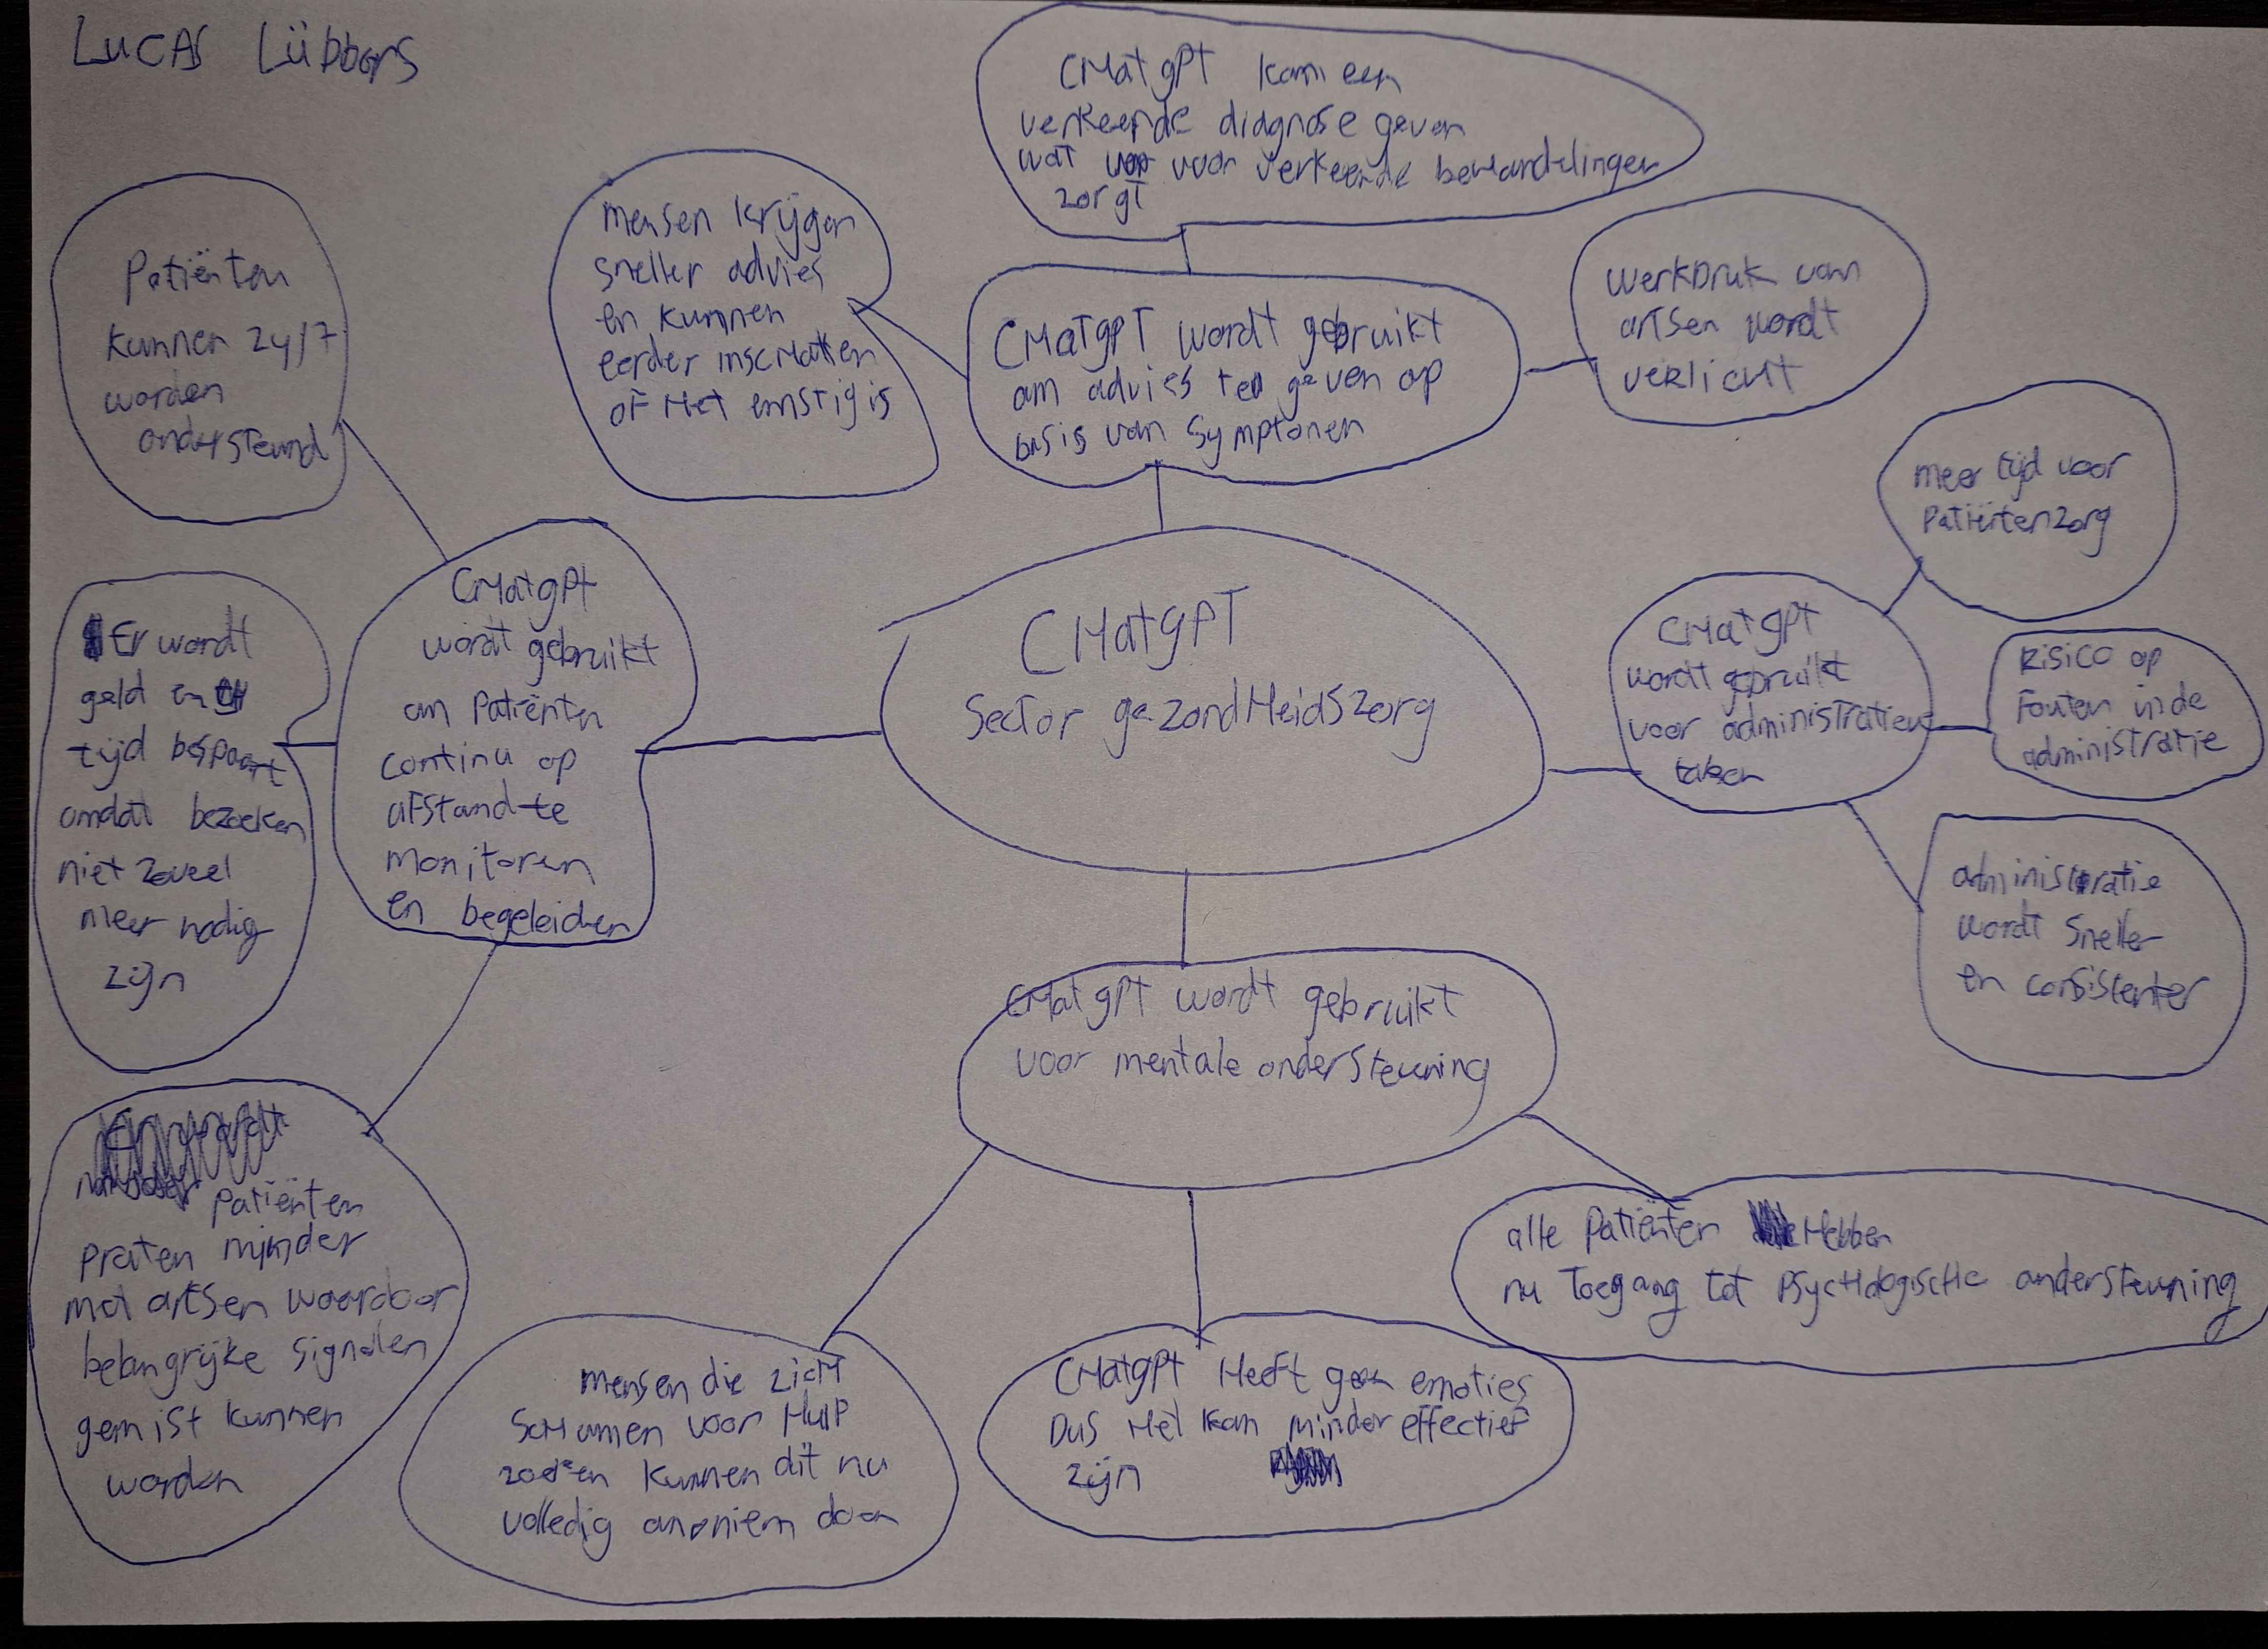 Lucas Lübbers
CHatgPT kan een
verkeerde diagnose geven
wat voor verkeerde beHandelingen
zorgt
mensen krijgen
sneller advies
en kunnen
eerder inscHatten
of Het ernstig is
CHatgPT wordt gebruikt
om advies te geven op
basis van symptonen
werkDruk van
artsen wordt
verlicHt
Patiënten
kunnen 24/7
worden
ondersteund
meer tijd voor
Patiëntenzorg
CHatgPt
wordt gebruikt
om Patiënten
continu op
afstand te
monitoren
en begeleiden
Er wordt
geld en
tijd bespaart
omdat bezoeken
niet zoveel
meer nodig
zijn
CHatgPT
Sector gezondHeidszorg
CHatgPt
wordt gebruikt
voor administratieve
taken
Risico op
Fouten in de
administratie
administratie
wordt sneller
en consistenter
CHatgPt wordt gebruikt
voor mentale ondersteuning
Patiënten
Praten minder
met artsen waardoor
belangrijke signalen
gemist kunnen
worden
mensen die zicH
scHamen voor HulP
zoeken kunnen dit nu
volledig anoniem doen
CHatgPt Heeft geen emoties
Dus Het kan minder effectief
zijn
alle Patiënten Hebben
nu Toegang tot PsycHologiscHe ondersteuning